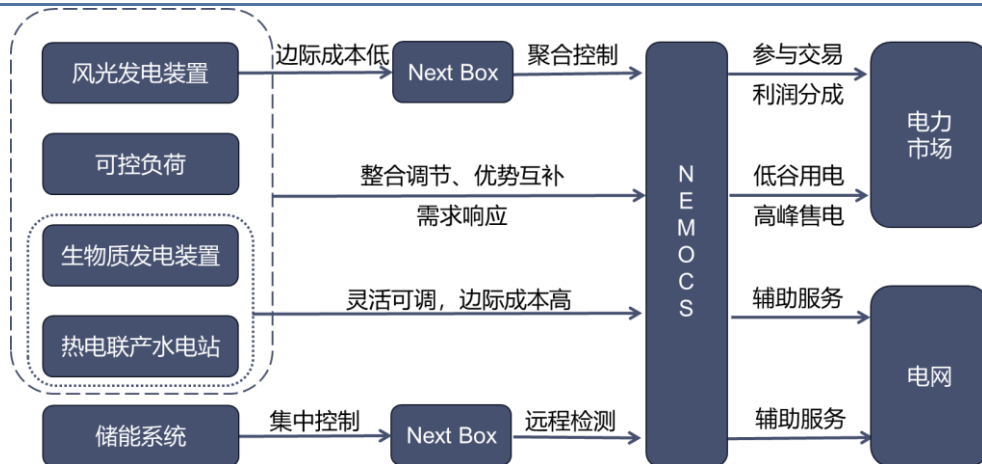 风光发电装置
边际成本低
Next Box
聚合控制
参与交易
利润分成
电力
市场
可控负荷
整合调节、优势互补
需求响应
N
E
M
O
C
S
低谷用电
高峰售电
生物质发电装置
灵活可调，边际成本高
辅助服务
热电联产水电站
电网
储能系统
集中控制
Next Box
远程检测
辅助服务